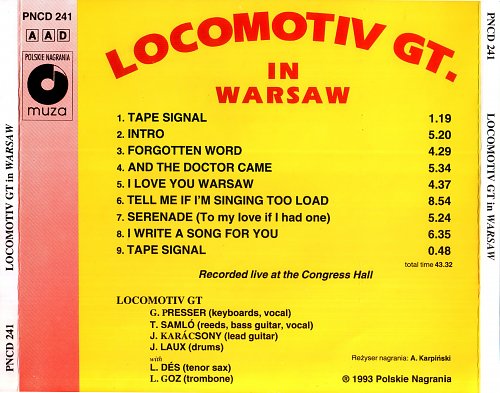 PNCD 241
AAD
POLSKIE NAGRANIA
muza
LOCOMOTIV GT.
IN
WARSAW
1. TAPE SIGNAL 1.19
2. INTRO 5.20
3. FORGOTTEN WORD 4.29
4. AND THE DOCTOR CAME 5.34
5. I LOVE YOU WARSAW 4.37
6. TELL ME IF I'M SINGING TOO LOAD 8.54
7. SERENADE (To my love if I had one) 5.24
8. I WRITE A SONG FOR YOU 6.35
9. TAPE SIGNAL 0.48
total time 43.32
Recorded live at the Congress Hall
LOCOMOTIV GT
G. PRESSER (keyboards, vocal)
T. SAMLÓ (reeds, bass guitar, vocal)
J. KARÁCSONY (lead guitar)
J. LAUX (drums)
with
L. DÉS (tenor sax)
L. GOZ (trombone)
Reżyser nagrania: A. Karpiński
℗ 1993 Polskie Nagrania
LOCOMOTIV GT in WARSAW
PNCD 241
PNCD 241
LOCOMOTIV GT in WARSAW